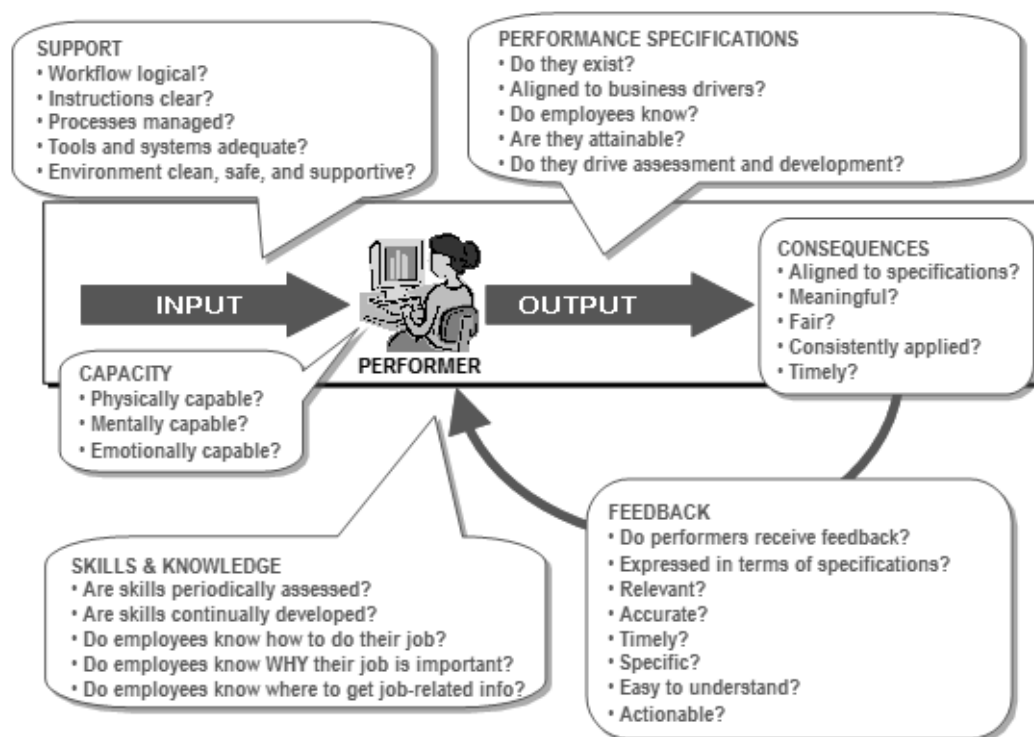 SUPPORT
• Workflow logical?
• Instructions clear?
• Processes managed?
• Tools and systems adequate?
• Environment clean, safe, and supportive?
PERFORMANCE SPECIFICATIONS
• Do they exist?
• Aligned to business drivers?
• Do employees know?
• Are they attainable?
• Do they drive assessment and development?
INPUT
PERFORMER
OUTPUT
CONSEQUENCES
• Aligned to specifications?
• Meaningful?
• Fair?
• Consistently applied?
• Timely?
CAPACITY
• Physically capable?
• Mentally capable?
• Emotionally capable?
SKILLS & KNOWLEDGE
• Are skills periodically assessed?
• Are skills continually developed?
• Do employees know how to do their job?
• Do employees know WHY their job is important?
• Do employees know where to get job-related info?
FEEDBACK
• Do performers receive feedback?
• Expressed in terms of specifications?
• Relevant?
• Accurate?
• Timely?
• Specific?
• Easy to understand?
• Actionable?